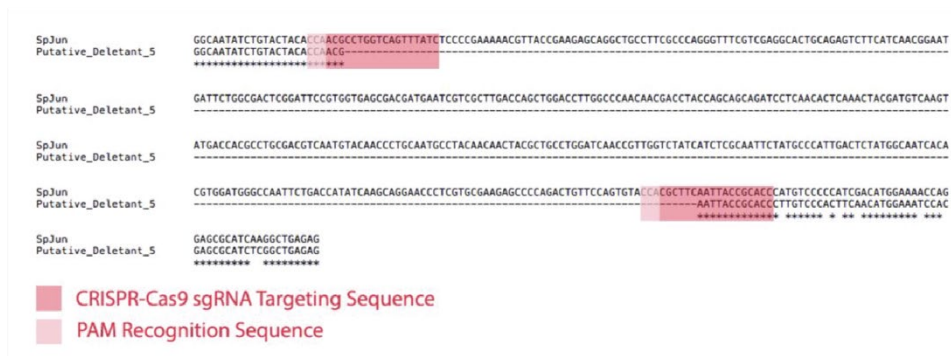 SpJun GGCAATATCTGTACTACACCAACGCCTGGTCAGTTTATCTCCCCGAAAAACGTTACCGAAGAGCAGGCTGCCTTCGCCCAGGGTTTCGTCGAGGCACTGCAGAGTCTTCATCAACGGAAT
Putative_Deletant_5 GGCAATATCTGTACTACACCAACG------------------------------------------------------------------------------------------------
************************
SpJun GATTCTGGCGACTCGGATTCCGTGGTGAGCGACGATGAATCGTCGCTTGACCAGCTGGACCTTGGCCCAACAACGACCTACCAGCAGCAGATCCTCAACACTCAAACTACGATGTCAAGT
Putative_Deletant_5 ------------------------------------------------------------------------------------------------------------------------
SpJun ATGACCACGCCTGCGACGTCAATGTACAACCCTGCAATGCCTACAACAACTACGCTGCCTGGATCAACCGTTGGTCTATCATCTCGCAATTCTATGCCCATTGACTCTATGGCAATCACA
Putative_Deletant_5 ------------------------------------------------------------------------------------------------------------------------
SpJun CGTGGATGGGCCAATTCTGACCATATCAAGCAGGAACCCTCGTGCGAAGAGCCCCAGACTGTTCCAGTGTACCACGCTTCAATTACCGCACCCATGTCCCCCATCGACATGGAAAACCAG
Putative_Deletant_5 --------------------------------------------------------------------------------AATTACCGCACCCTTGTCCCACTTCAACATGGAAATCCAC
************* ****** * ** ********* ***
SpJun GAGCGCATCAAGGCTGAGAG
Putative_Deletant_5 GAGCGCATCTCGGCTGAGAG
********* *********
CRISPR-Cas9 sgRNA Targeting Sequence
PAM Recognition Sequence